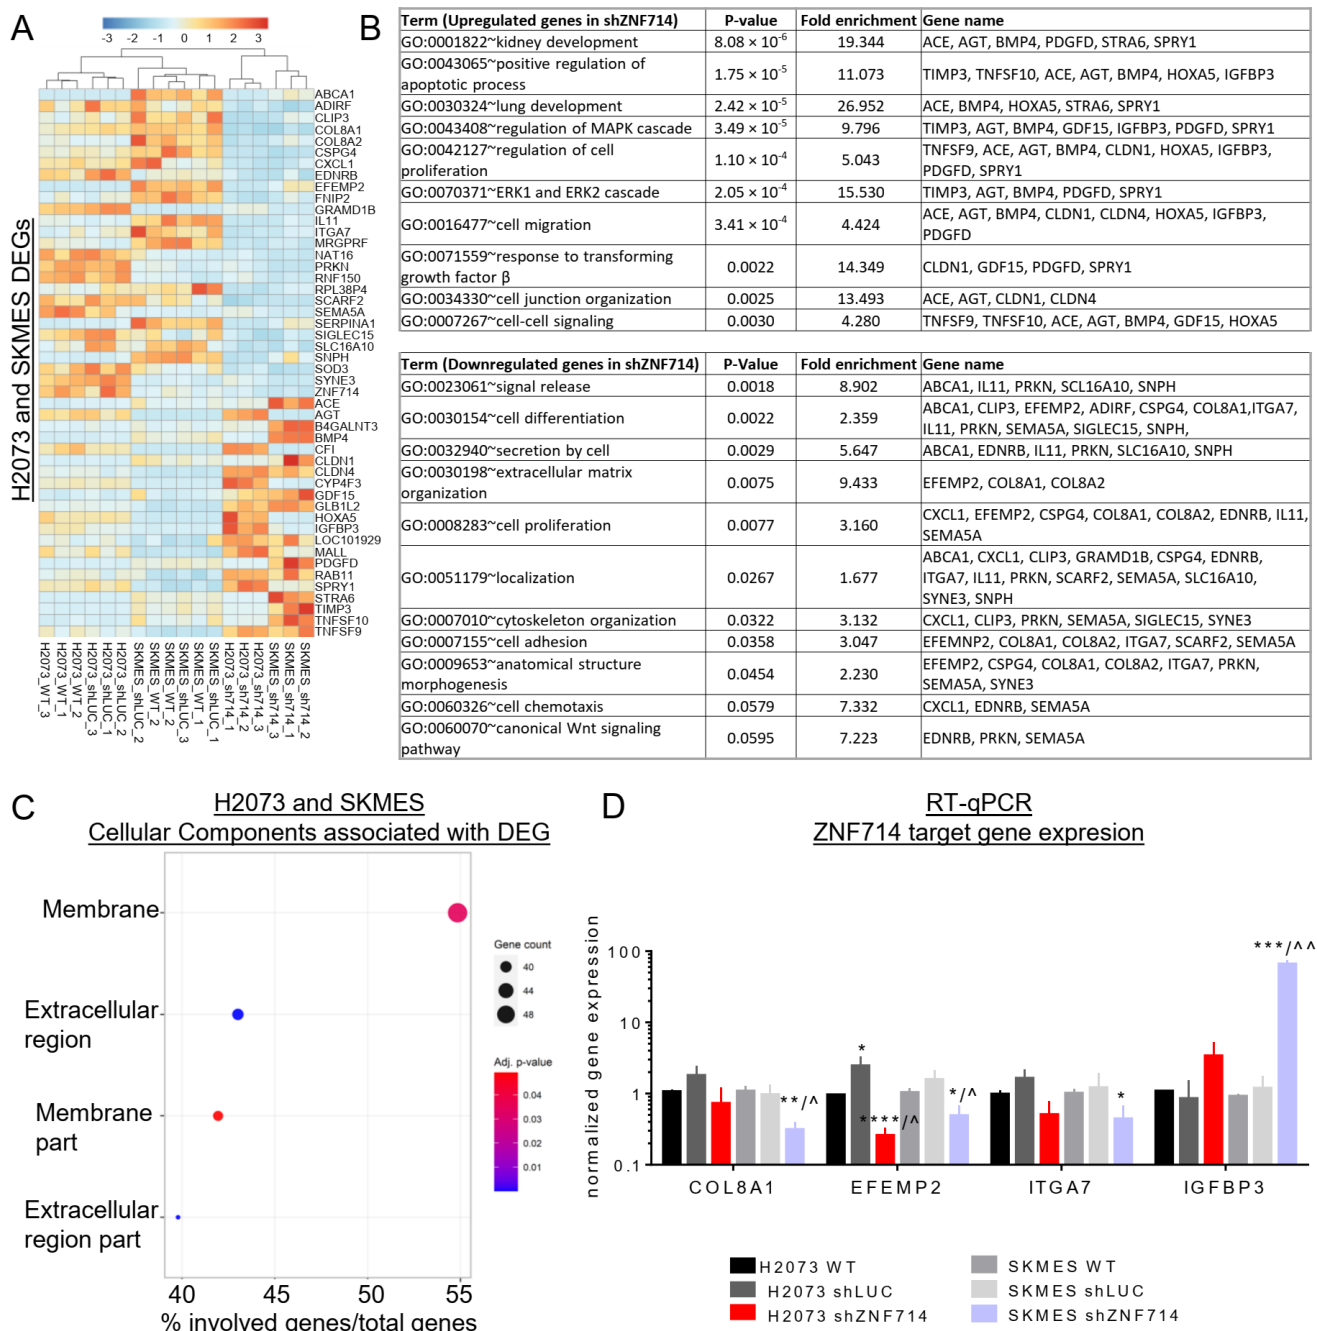 A
-3 -2 -1 0 1 2 3
H2073 and SKMES DEGs
ABCA1
ADIRF
CLIP3
COL8A1
COL8A2
CSPG4
CXCL1
EDNRB
EFEMP2
FNIP2
GRAMD1B
IL11
ITGA7
MRGPRF
NAT16
PRKN
RNF150
RPL38P4
SCARF2
SEMA5A
SERPINA1
SIGLEC15
SLC16A10
SNPH
SOD3
SYNE3
ZNF714
ACE
AGT
B4GALNT3
BMP4
CFI
CLDN1
CLDN4
CYP4F3
GDF15
GLB1L2
HOXA5
IGFBP3
LOC101929
MALL
PDGFD
RAB11
SPRY1
STRA6
TIMP3
TNFSF10
TNFSF9
H2073_WT_3
H2073_WT_1
H2073_WT_2
H2073_shLUC_3
H2073_shLUC_1
H2073_shLUC_2
SKMES_shLUC_2
SKMES_WT_2
SKMES_WT_2
SKMES_shLUC_3
SKMES_WT_1
SKMES_shLUC_1
H2073_sh714_1
H2073_sh714_2
H2073_sh714_3
SKMES_sh714_3
SKMES_sh714_1
SKMES_sh714_2
B
Term (Upregulated genes in shZNF714) P-value Fold enrichment Gene name
GO:0001822~kidney development 8.08 × 10⁻⁶ 19.344 ACE, AGT, BMP4, PDGFD, STRA6, SPRY1
GO:0043065~positive regulation of
apoptotic process 1.75 × 10⁻⁵ 11.073 TIMP3, TNFSF10, ACE, AGT, BMP4, HOXA5, IGFBP3
GO:0030324~lung development 2.42 × 10⁻⁵ 26.952 ACE, BMP4, HOXA5, STRA6, SPRY1
GO:0043408~regulation of MAPK cascade 3.49 × 10⁻⁵ 9.796 TIMP3, AGT, BMP4, GDF15, IGFBP3, PDGFD, SPRY1
GO:0042127~regulation of cell
proliferation 1.10 × 10⁻⁴ 5.043 TNFSF9, ACE, AGT, BMP4, CLDN1, HOXA5, IGFBP3,
PDGFD, SPRY1
GO:0070371~ERK1 and ERK2 cascade 2.05 × 10⁻⁴ 15.530 TIMP3, AGT, BMP4, PDGFD, SPRY1
GO:0016477~cell migration 3.41 × 10⁻⁴ 4.424 ACE, AGT, BMP4, CLDN1, CLDN4, HOXA5, IGFBP3,
PDGFD
GO:0071559~response to transforming
growth factor β 0.0022 14.349 CLDN1, GDF15, PDGFD, SPRY1
GO:0034330~cell junction organization 0.0025 13.493 ACE, AGT, CLDN1, CLDN4
GO:0007267~cell-cell signaling 0.0030 4.280 TNFSF9, TNFSF10, ACE, AGT, BMP4, GDF15, HOXA5
Term (Downregulated genes in shZNF714) P-Value Fold enrichment Gene name
GO:0023061~signal release 0.0018 8.902 ABCA1, IL11, PRKN, SCL16A10, SNPH
GO:0030154~cell differentiation 0.0022 2.359 ABCA1, CLIP3, EFEMP2, ADIRF, CSPG4, COL8A1,ITGA7,
IL11, PRKN, SEMA5A, SIGLEC15, SNPH,
GO:0032940~secretion by cell 0.0029 5.647 ABCA1, EDNRB, IL11, PRKN, SLC16A10, SNPH
GO:0030198~extracellular matrix
organization 0.0075 9.433 EFEMP2, COL8A1, COL8A2
GO:0008283~cell proliferation 0.0077 3.160 CXCL1, EFEMP2, CSPG4, COL8A1, COL8A2, EDNRB, IL11,
SEMA5A
GO:0051179~localization 0.0267 1.677 ABCA1, CXCL1, CLIP3, GRAMD1B, CSPG4, EDNRB,
ITGA7, IL11, PRKN, SCARF2, SEMA5A, SLC16A10,
SYNE3, SNPH
GO:0007010~cytoskeleton organization 0.0322 3.132 CXCL1, CLIP3, PRKN, SEMA5A, SIGLEC15, SYNE3
GO:0007155~cell adhesion 0.0358 3.047 EFEMNP2, COL8A1, COL8A2, ITGA7, SCARF2, SEMA5A
GO:0009653~anatomical structure
morphogenesis 0.0454 2.230 EFEMP2, CSPG4, COL8A1, COL8A2, ITGA7, PRKN,
SEMA5A, SYNE3
GO:0060326~cell chemotaxis 0.0579 7.332 CXCL1, EDNRB, SEMA5A
GO:0060070~canonical Wnt signaling
pathway 0.0595 7.223 EDNRB, PRKN, SEMA5A
C
H2073 and SKMES
Cellular Components associated with DEG
Membrane
Extracellular
region
Membrane
part
Extracellular
region part
40 45 50 55
% involved genes/total genes
Gene count
40
44
48
Adj. p-value
0.04
0.03
0.02
0.01
D
RT-qPCR
ZNF714 target gene expresion
normalized gene expression
100
10
1
0.1
**/^
*
****/^
*/^
*
***/^^
COL8A1 EFEMP2 ITGA7 IGFBP3
H2073 WT
H2073 shLUC
H2073 shZNF714
SKMES WT
SKMES shLUC
SKMES shZNF714